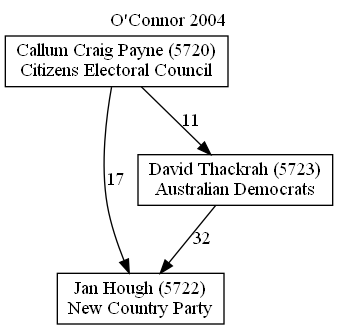 O'Connor 2004
Callum Craig Payne (5720)
Citizens Electoral Council
11
David Thackrah (5723)
Australian Democrats
17
32
Jan Hough (5722)
New Country Party